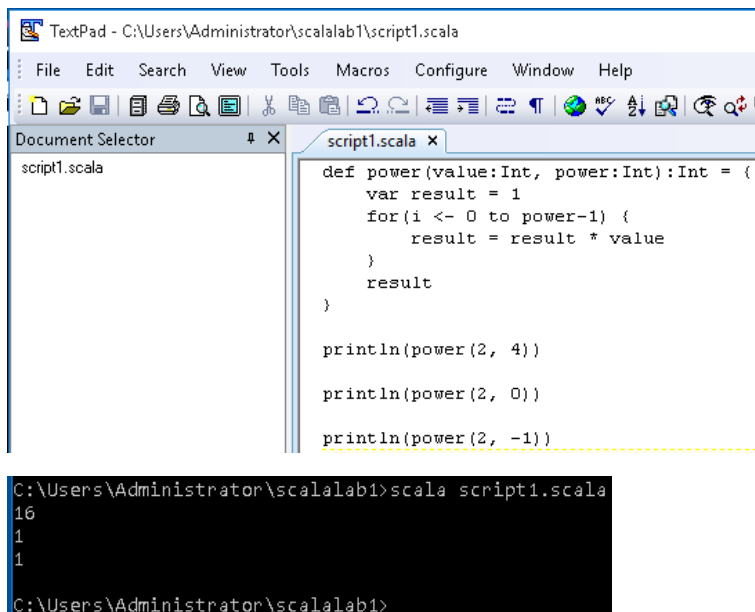 TextPad - C:\Users\Administrator\scalalab1\script1.scala
File Edit Search View Tools Macros Configure Window Help
Document Selector
script1.scala
script1.scala
def power(value:Int, power:Int):Int = {
    var result = 1
    for(i <- 0 to power-1) {
        result = result * value
    }
    result
}
println(power(2, 4))
println(power(2, 0))
println(power(2, -1))
C:\Users\Administrator\scalalab1>scala script1.scala
16
1
1
C:\Users\Administrator\scalalab1>